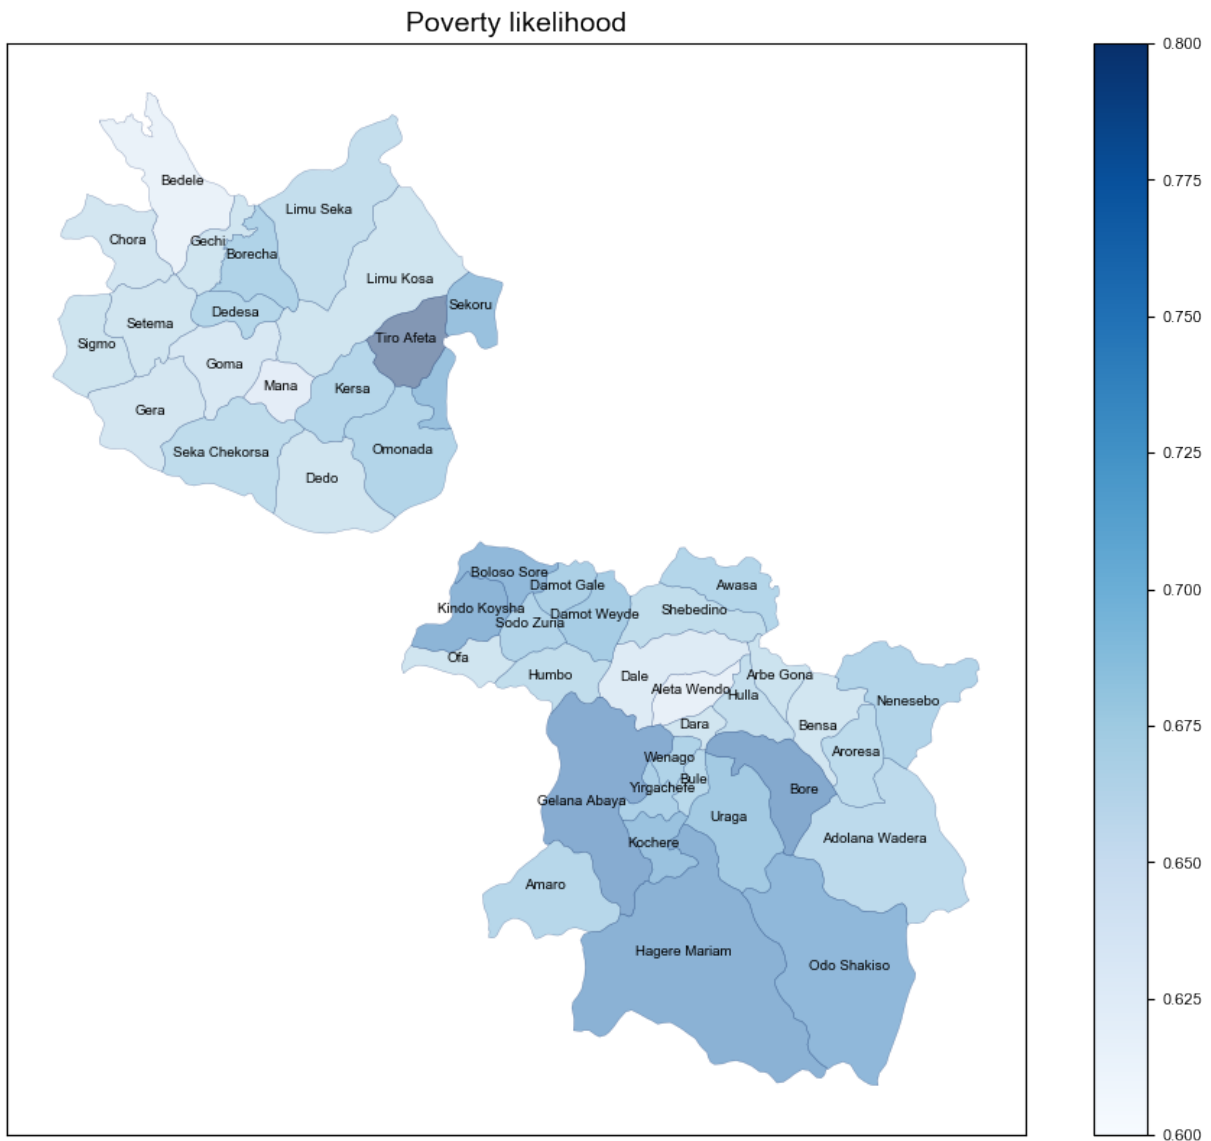 Poverty likelihood
Bedele
Limu Seka
Chora
Gechi
Borecha
Limu Kosa
Sekoru
Dedesa
Setema
Tiro Afeta
Sigmo
Goma
Mana
Kersa
Gera
Omonada
Seka Chekorsa
Dedo
Boloso Sore
Damot Gale
Awasa
Kindo Koysha
Damot Weyde
Shebedino
Sodo Zuria
Ofa
Humbo
Dale
Arbe Gona
Aleta Wendo
Hulla
Nenesebo
Dara
Bensa
Aroresa
Wenago
Bule
Yirgachefe
Bore
Gelana Abaya
Uraga
Adolana Wadera
Kochere
Amaro
Hagere Mariam
Odo Shakiso
0.800
0.775
0.750
0.725
0.700
0.675
0.650
0.625
0.600